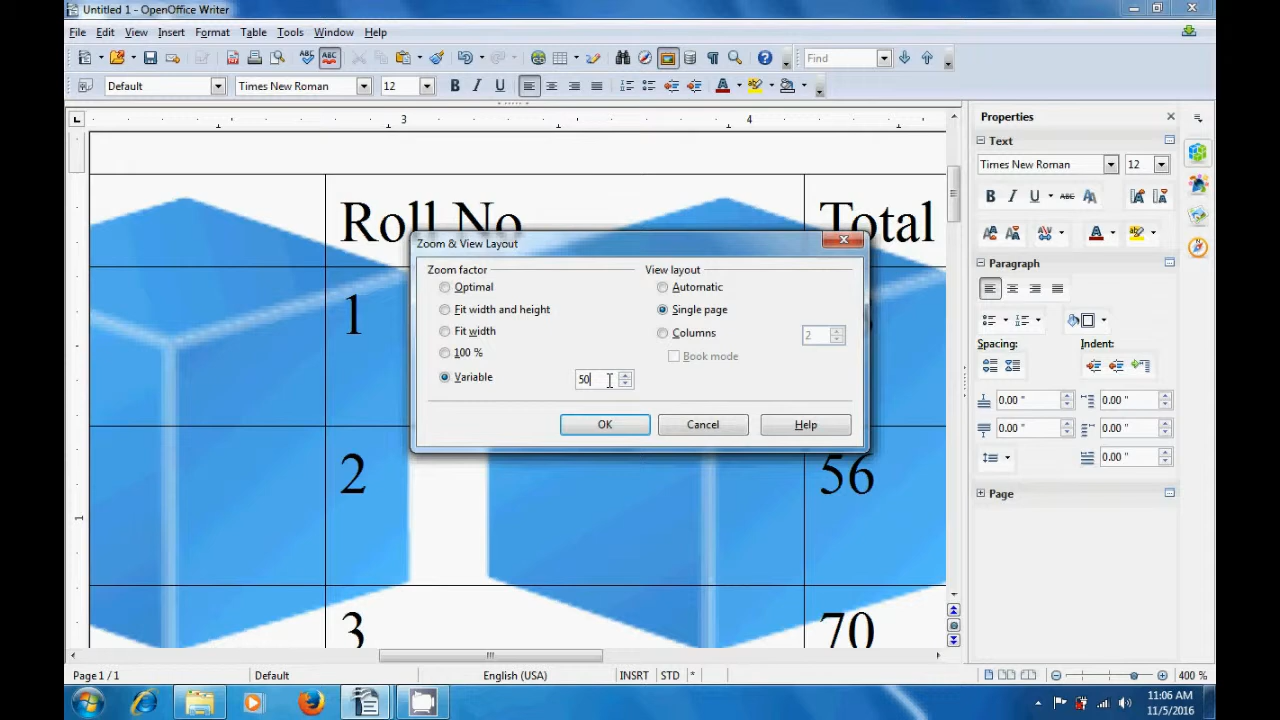 Untitled 1 - OpenOffice Writer
File Edit View Insert Format Table Tools Window Help
Find
Default Times New Roman 12
3 4
Roll No Total
1
2 56
3 70
1
Zoom & View Layout
Zoom factor View layout
Optimal Automatic
Fit width and height Single page
Fit width Columns 2
100 % Book mode
Variable 50
OK Cancel Help
Properties
Text
Times New Roman 12
Paragraph
Spacing: Indent:
0.00 " 0.00 "
0.00 " 0.00 "
0.00 "
Page
Page 1 / 1 Default English (USA) INSRT STD * 400 %
11:06 AM
11/5/2016